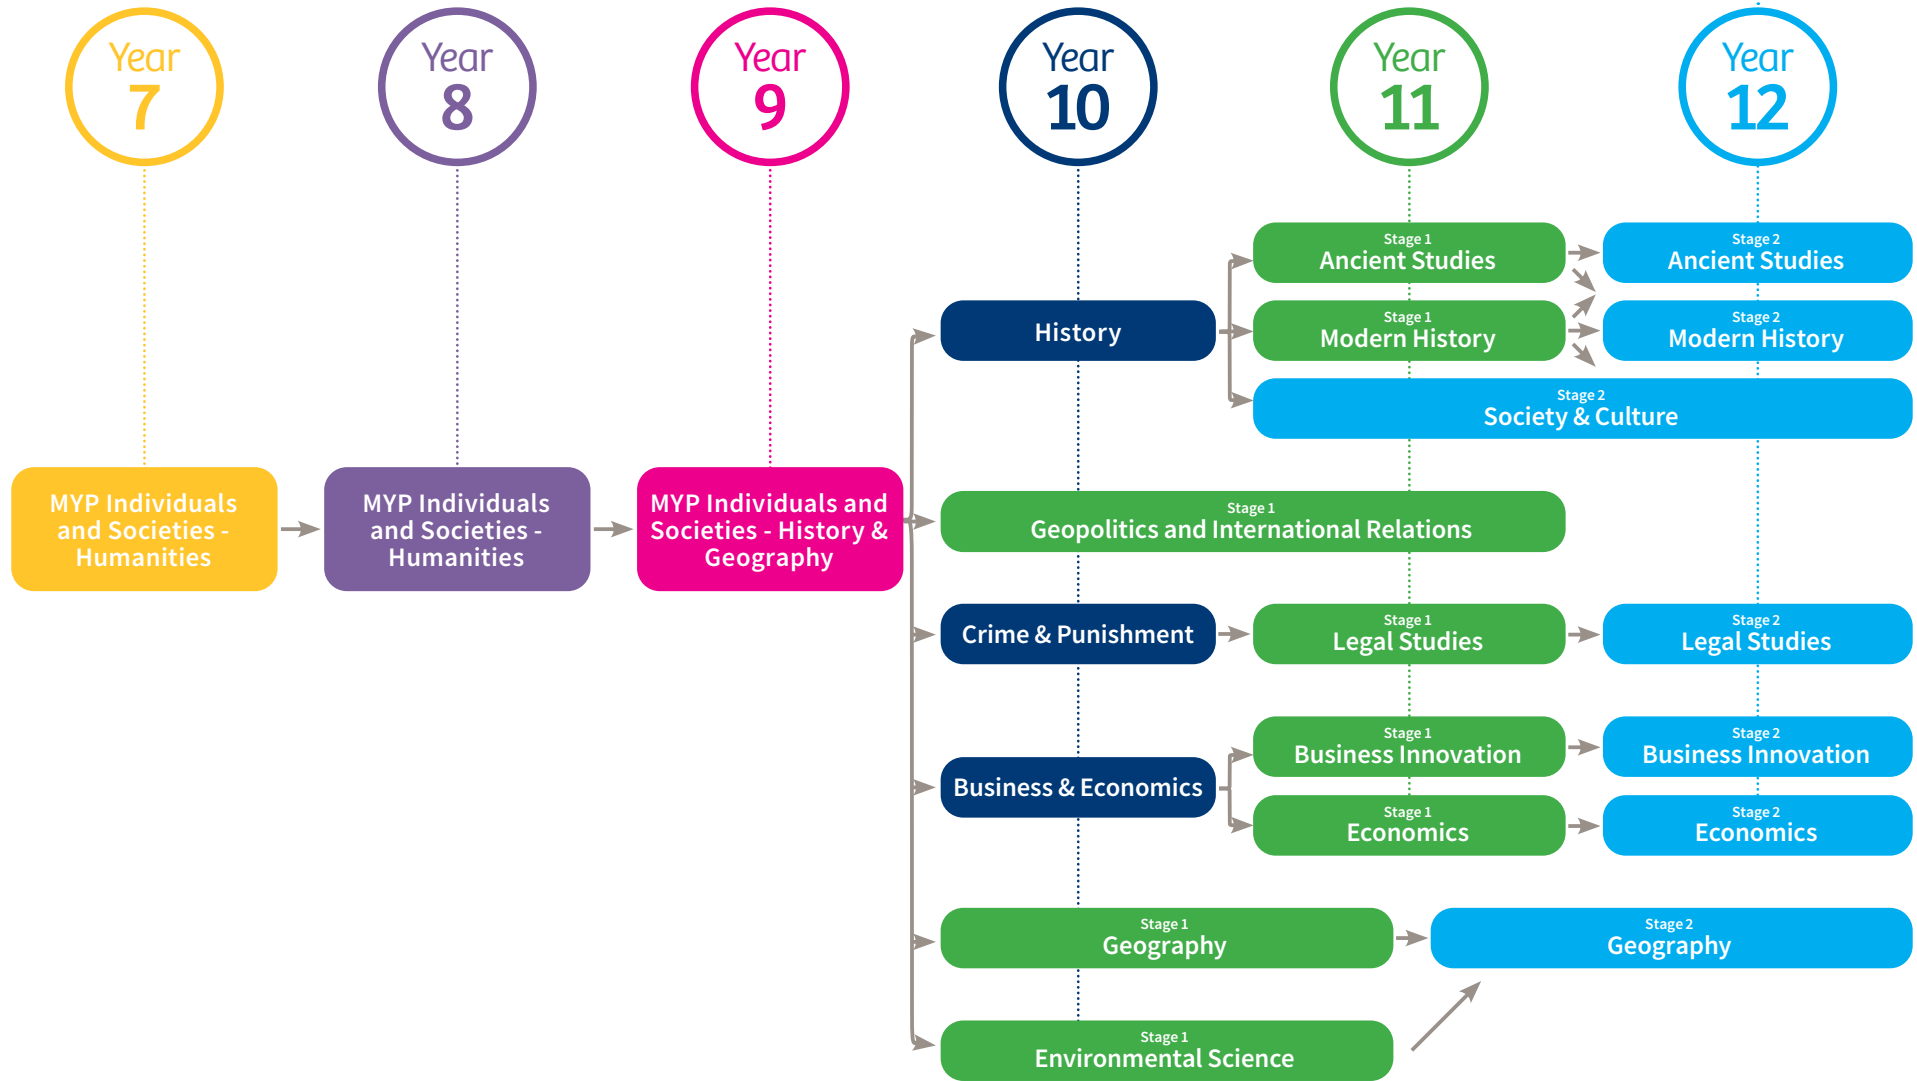 Year
7
Year
8
Year
9
Year
10
Year
11
Year
12
MYP Individuals
and Societies -
Humanities
MYP Individuals
and Societies -
Humanities
MYP Individuals and
Societies - History &
Geography
History
Stage 1
Ancient Studies
Stage 2
Ancient Studies
Stage 1
Modern History
Stage 2
Modern History
Stage 2
Society & Culture
Stage 1
Geopolitics and International Relations
Crime & Punishment
Stage 1
Legal Studies
Stage 2
Legal Studies
Business & Economics
Stage 1
Business Innovation
Stage 2
Business Innovation
Stage 1
Economics
Stage 2
Economics
Stage 1
Geography
Stage 2
Geography
Stage 1
Environmental Science